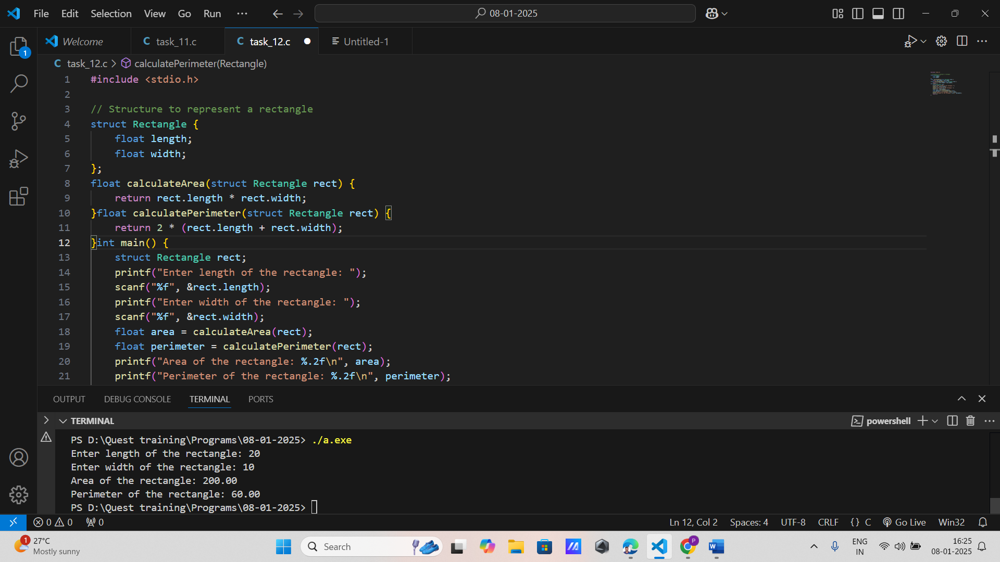 File Edit Selection View Go Run ··· 08-01-2025
Welcome task_11.c task_12.c Untitled-1
C task_12.c > calculatePerimeter(Rectangle)
1 #include <stdio.h>
2
3 // Structure to represent a rectangle
4 struct Rectangle {
5 float length;
6 float width;
7 };
8 float calculateArea(struct Rectangle rect) {
9 return rect.length * rect.width;
10 }float calculatePerimeter(struct Rectangle rect) {
11 return 2 * (rect.length + rect.width);
12 }int main() {
13 struct Rectangle rect;
14 printf("Enter length of the rectangle: ");
15 scanf("%f", &rect.length);
16 printf("Enter width of the rectangle: ");
17 scanf("%f", &rect.width);
18 float area = calculateArea(rect);
19 float perimeter = calculatePerimeter(rect);
20 printf("Area of the rectangle: %.2f\n", area);
21 printf("Perimeter of the rectangle: %.2f\n", perimeter);
OUTPUT DEBUG CONSOLE TERMINAL PORTS
TERMINAL powershell
PS D:\Quest training\Programs\08-01-2025> ./a.exe
Enter length of the rectangle: 20
Enter width of the rectangle: 10
Area of the rectangle: 200.00
Perimeter of the rectangle: 60.00
PS D:\Quest training\Programs\08-01-2025>
0 0 0 Ln 12, Col 2 Spaces: 4 UTF-8 CRLF {} C Go Live Win32
1 27°C
Mostly sunny
Search
ENG
IN
16:25
08-01-2025